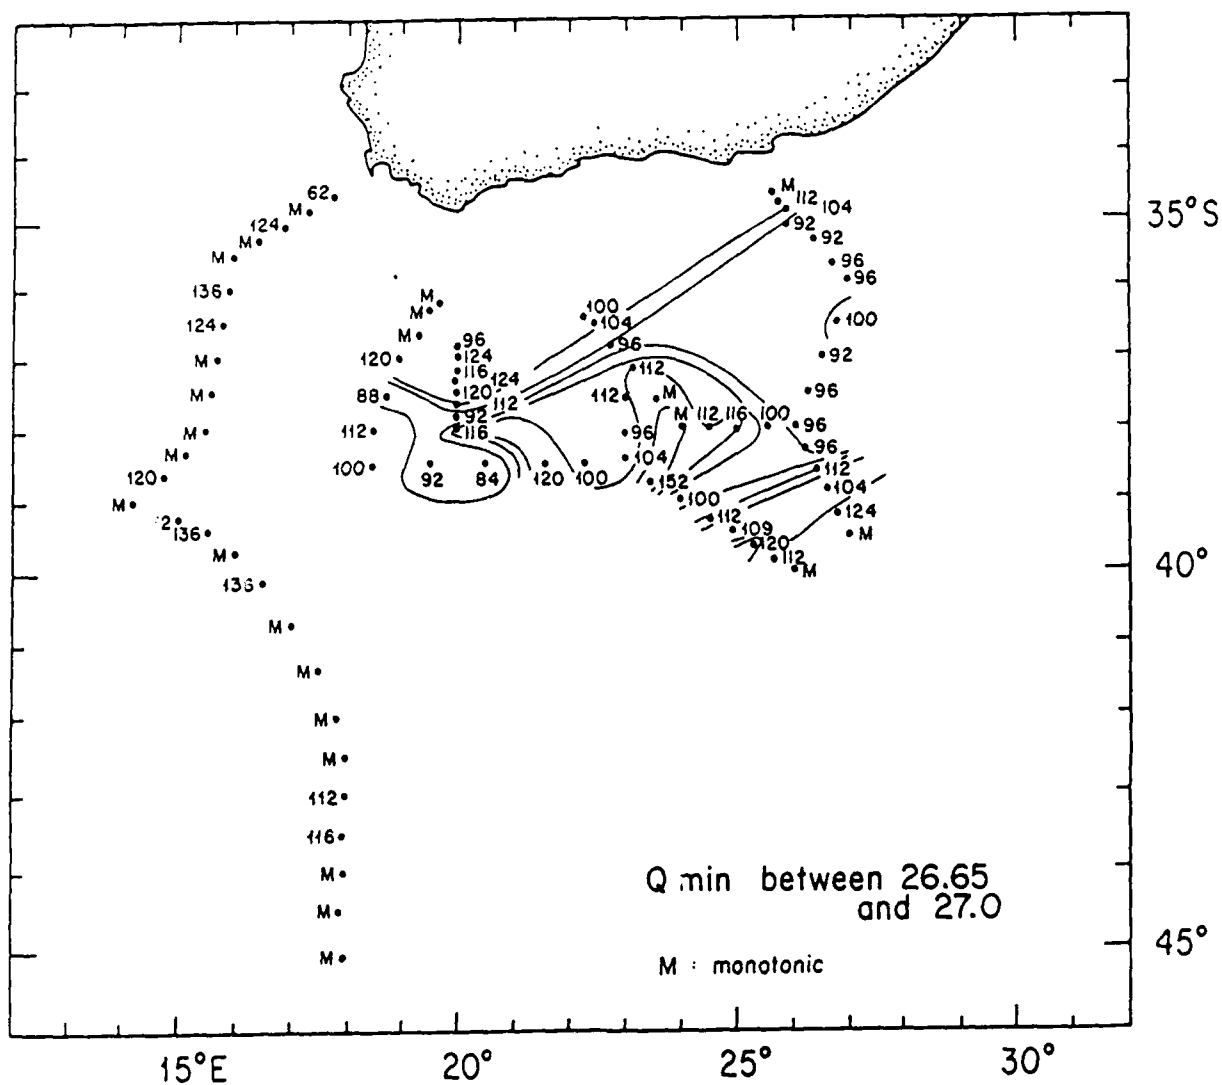 62
M
M
112
104
35°S
124
M
92
92
M
96
96
136
M
M
100
100
124
M
104
96
96
92
M
120
124
116
124
112
96
88
120
112
M
M
112
M
112
116
100
92
96
M
112
116
96
96
M
100
92
84
120
100
104
112
120
152
104
M
100
124
136
112
109
M
M
120
112
M
40°
136
M
M
M
M
112
116
Q min between 26.65
and 27.0
M
M
45°
M
M : monotonic
15°E
20°
25°
30°